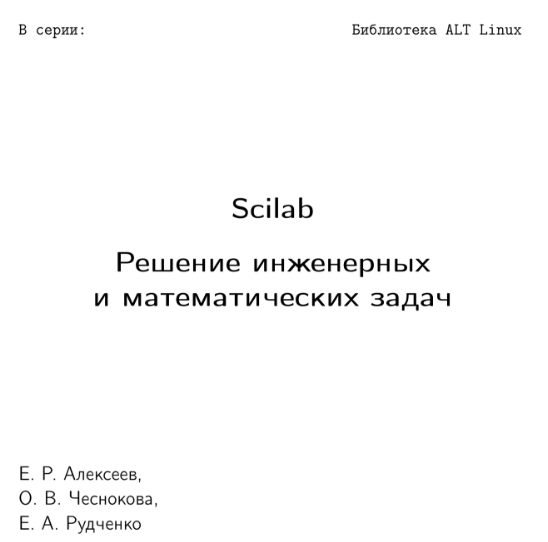 В серии: Библиотека ALT Linux
Scilab
Решение инженерных
и математических задач
Е. Р. Алексеев,
О. В. Чеснокова,
Е. А. Рудченко